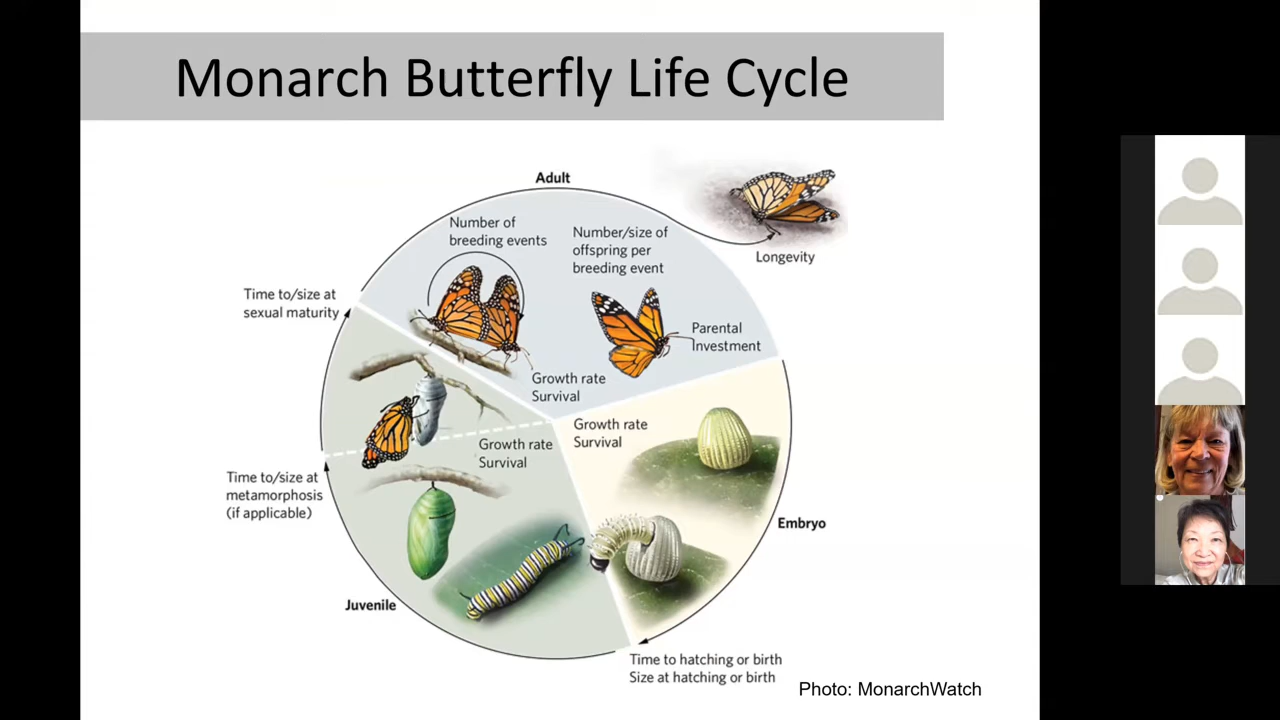 Monarch Butterfly Life Cycle
Adult
Number of
breeding events
Number/size of
offspring per
breeding event
Longevity
Time to/size at
sexual maturity
Parental
Investment
Growth rate
Survival
Growth rate
Survival
Growth rate
Survival
Time to/size at
metamorphosis
(if applicable)
Embryo
Juvenile
Time to hatching or birth
Size at hatching or birth
Photo: MonarchWatch